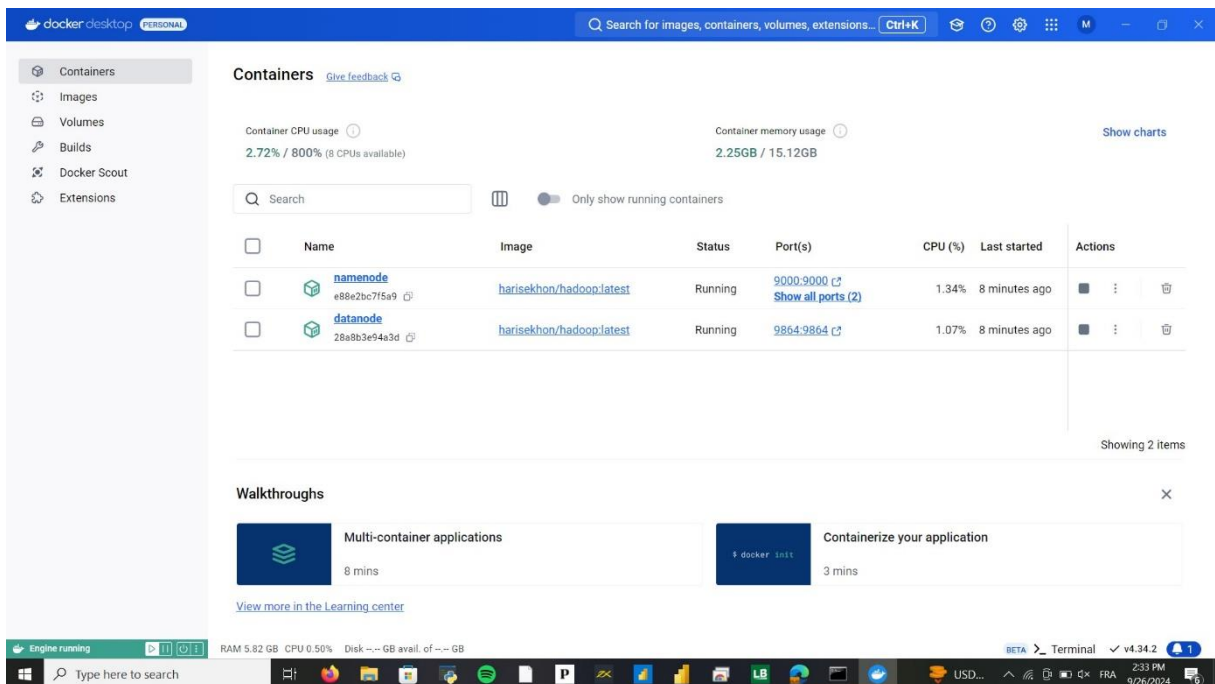 docker desktop PERSONAL
Search for images, containers, volumes, extensions... Ctrl+K
M
Containers
Images
Volumes
Builds
Docker Scout
Extensions
Containers Give feedback
Container CPU usage
2.72% / 800% (8 CPUs available)
Container memory usage
2.25GB / 15.12GB
Show charts
Search
Only show running containers
Name Image Status Port(s) CPU (%) Last started Actions
namenode harisekhon/hadoop:latest Running 9000:9000 1.34% 8 minutes ago
e88e2bc7f5a9 Show all ports (2)
datanode harisekhon/hadoop:latest Running 9864:9864 1.07% 8 minutes ago
28a8b3e94a3d
Showing 2 items
Walkthroughs
Multi-container applications
8 mins
$ docker init
Containerize your application
3 mins
View more in the Learning center
Engine running RAM 5.82 GB CPU 0.50% Disk --.-- GB avail. of --.-- GB BETA >_ Terminal v4.34.2 1
Type here to search P LB USD... FRA 2:33 PM
9/26/2024 6